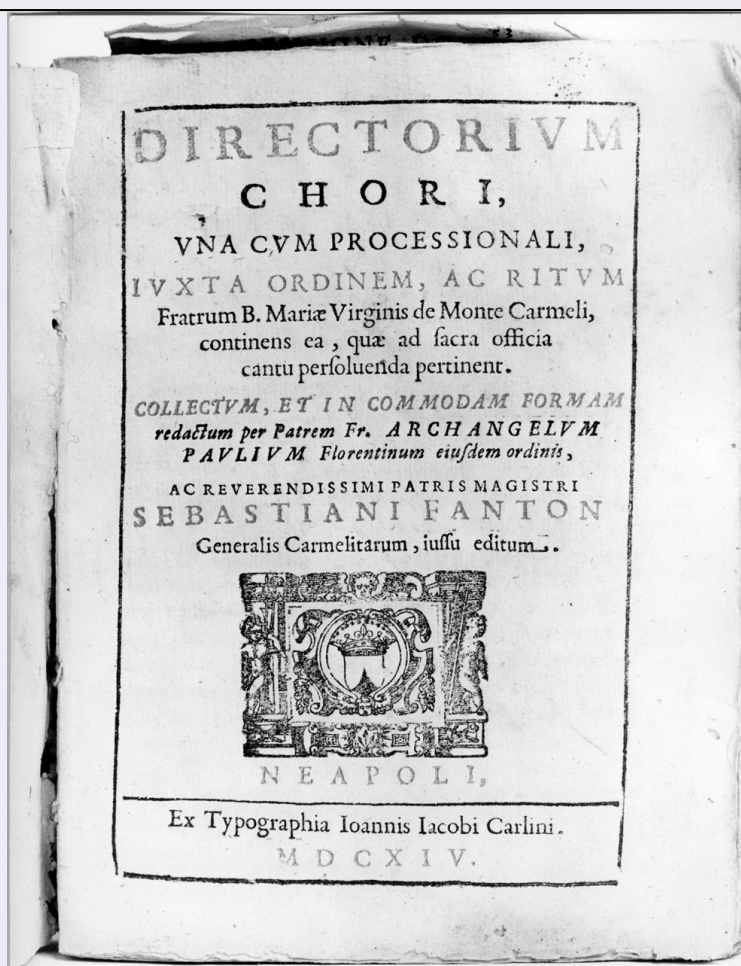 DIRECTORIVM
CHORI,
VNA CVM PROCESSIONALI,
IVXTA ORDINEM, AC RITVM
Fratrum B. Mariæ Virginis de Monte Carmeli,
continens ea, quæ ad ſacra officia
cantu perſoluenda pertinent.
COLLECTVM, ET IN COMMODAM FORMAM
redactum per Patrem Fr. ARCHANGELVM
PAVLIVM Florentinum eiuſdem ordinis,
AC REVERENDISSIMI PATRIS MAGISTRI
SEBASTIANI FANTON
Generalis Carmelitarum, iuſſu editum.
NEAPOLI,
Ex Typographia Ioannis Iacobi Carlini.
MDCXIV.